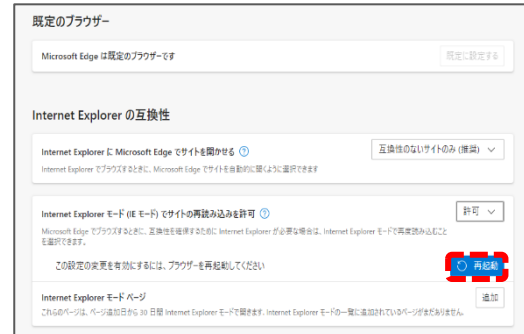 既定のブラウザー
Microsoft Edge は既定のブラウザーです
既定に設定する
Internet Explorer の互換性
Internet Explorer に Microsoft Edge でサイトを開かせる ?
互換性のないサイトのみ (推奨)
Internet Explorer でブラウズするときに、Microsoft Edge でサイトを自動的に開くように選択できます
Internet Explorer モード (IE モード) でサイトの再読み込みを許可 ?
許可
Microsoft Edge でブラウズするときに、互換性を確保するために Internet Explorer が必要な場合は、Internet Explorer モードで再度読み込むこと
を選択できます。
この設定の変更を有効にするには、ブラウザーを再起動してください
再起動
Internet Explorer モード ページ
追加
これらのページは、ページ追加日から 30 日間 Internet Explorer モードで開きます。Internet Explorer モードの一覧に追加されているページがまだありません。